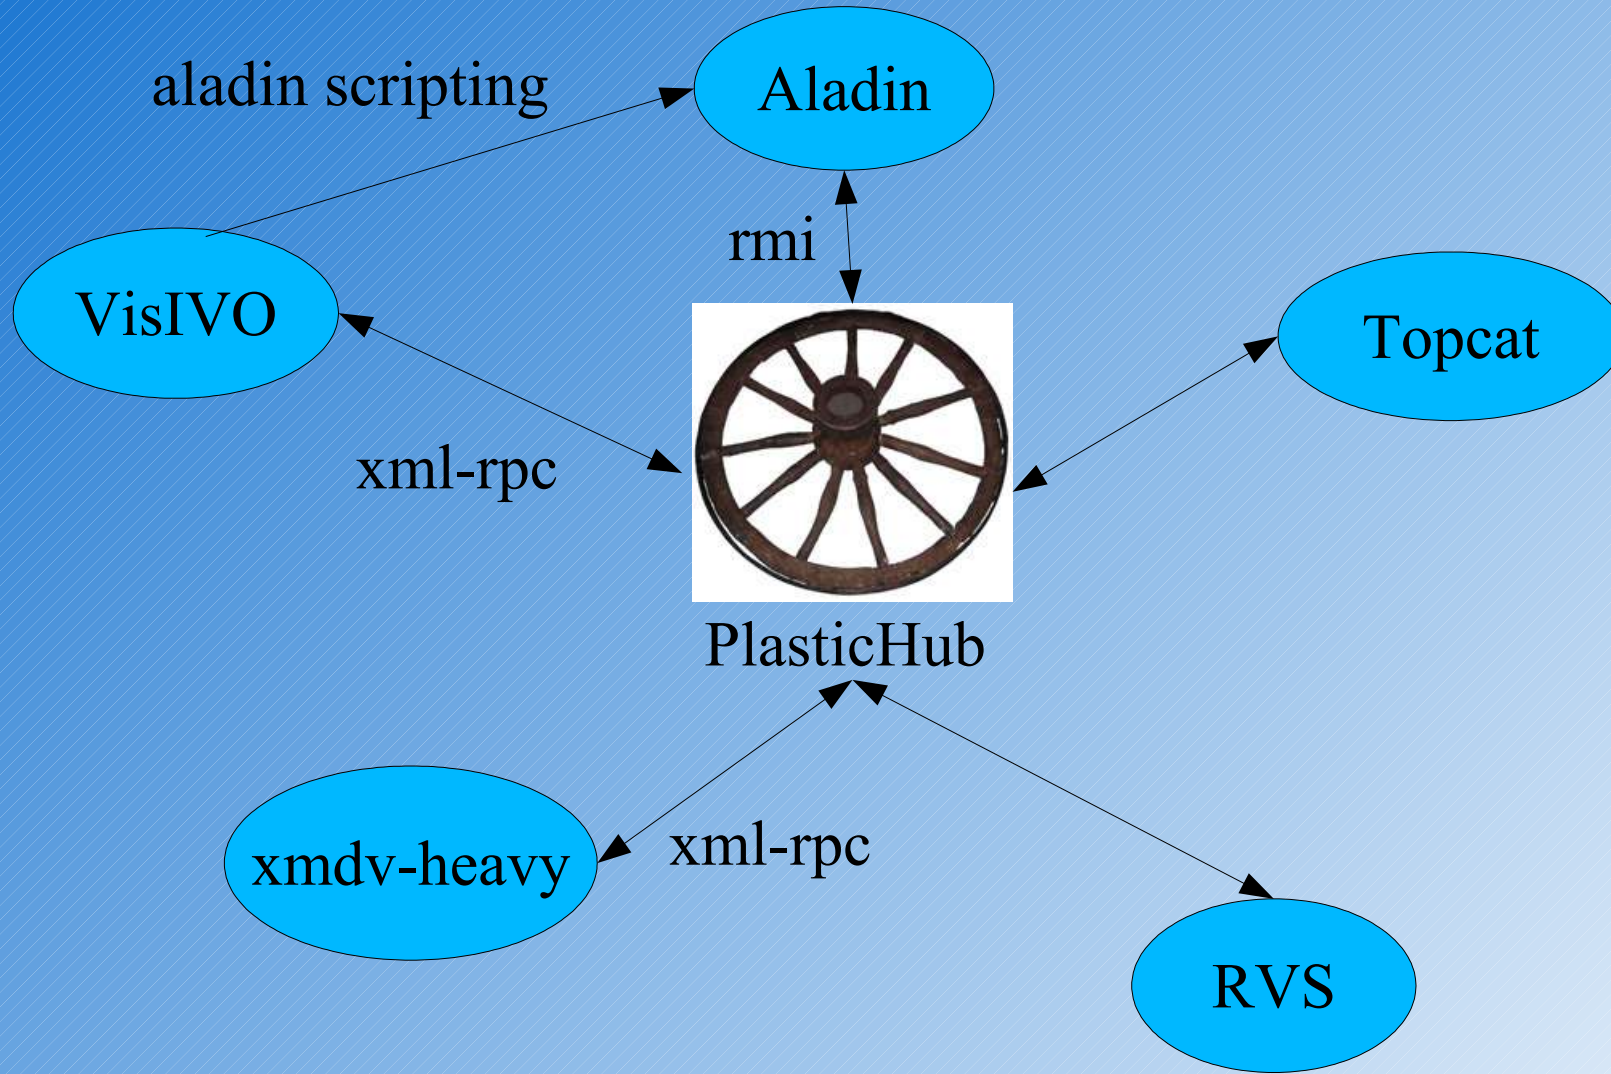 aladin scripting
Aladin
rmi
VisIVO
Topcat
xml-rpc
PlasticHub
xmdv-heavy
xml-rpc
RVS